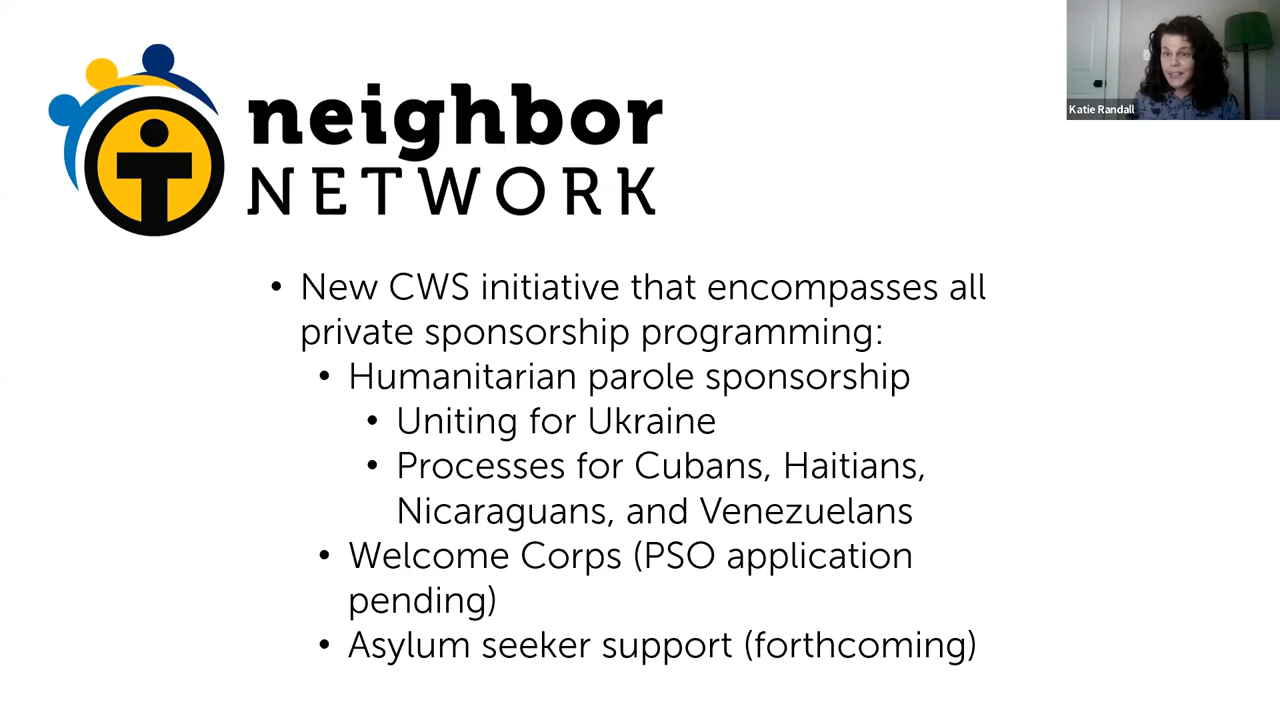 neighbor
NETWORK
Katie Randall
• New CWS initiative that encompasses all
private sponsorship programming:
• Humanitarian parole sponsorship
• Uniting for Ukraine
• Processes for Cubans, Haitians,
Nicaraguans, and Venezuelans
• Welcome Corps (PSO application
pending)
• Asylum seeker support (forthcoming)